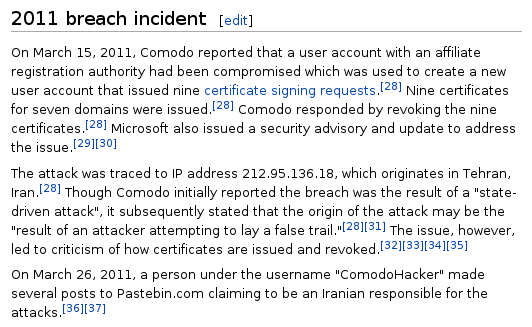 2011 breach incident [edit]
On March 15, 2011, Comodo reported that a user account with an affiliate
registration authority had been compromised which was used to create a new
user account that issued nine certificate signing requests.[28] Nine certificates
for seven domains were issued.[28] Comodo responded by revoking the nine
certificates.[28] Microsoft also issued a security advisory and update to address
the issue.[29][30]
The attack was traced to IP address 212.95.136.18, which originates in Tehran,
Iran.[28] Though Comodo initially reported the breach was the result of a "state-
driven attack", it subsequently stated that the origin of the attack may be the
"result of an attacker attempting to lay a false trail."[28][31] The issue, however,
led to criticism of how certificates are issued and revoked.[32][33][34][35]
On March 26, 2011, a person under the username "ComodoHacker" made
several posts to Pastebin.com claiming to be an Iranian responsible for the
attacks.[36][37]